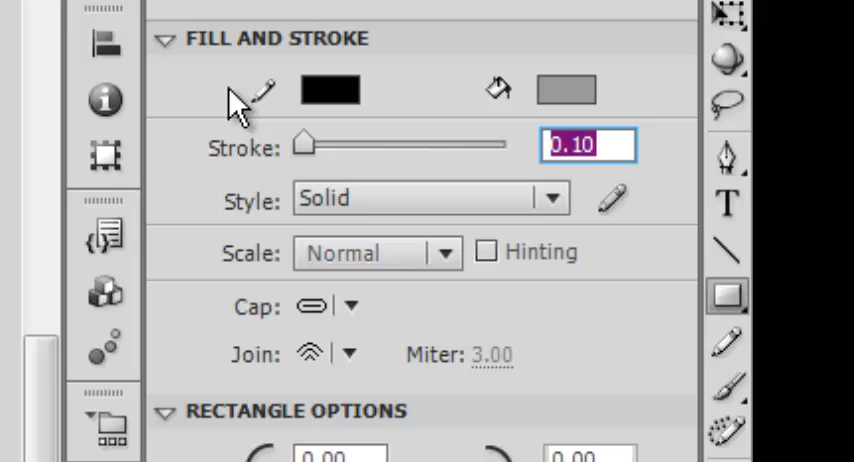 FILL AND STROKE
Stroke: 0.10
Style: Solid
Scale: Normal Hinting
Cap:
Join: Miter: 3.00
RECTANGLE OPTIONS
0.00 0.00